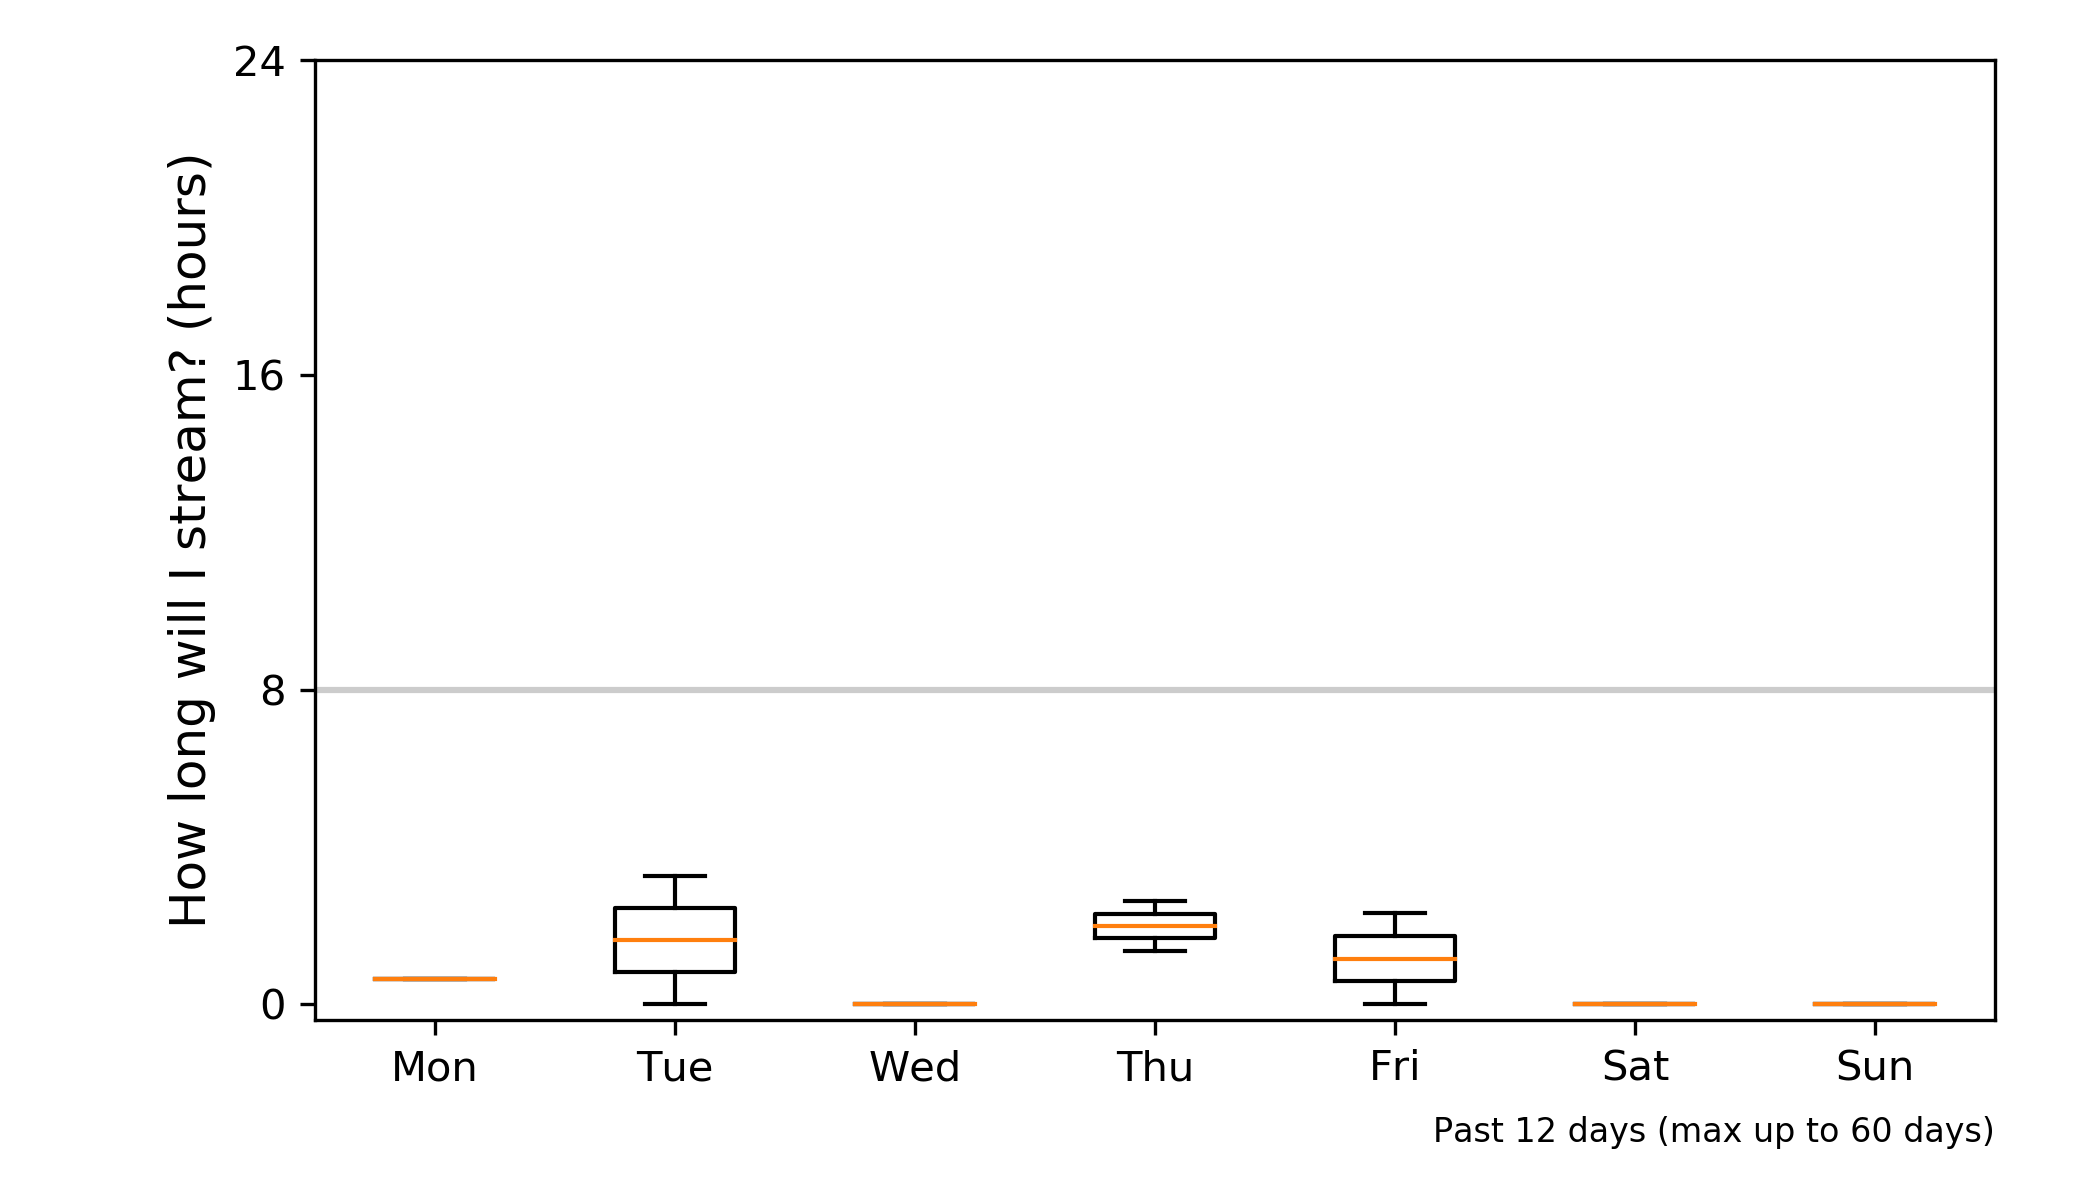 How long will I stream? (hours)
24
16
8
0
Mon Tue Wed Thu Fri Sat Sun
Past 12 days (max up to 60 days)